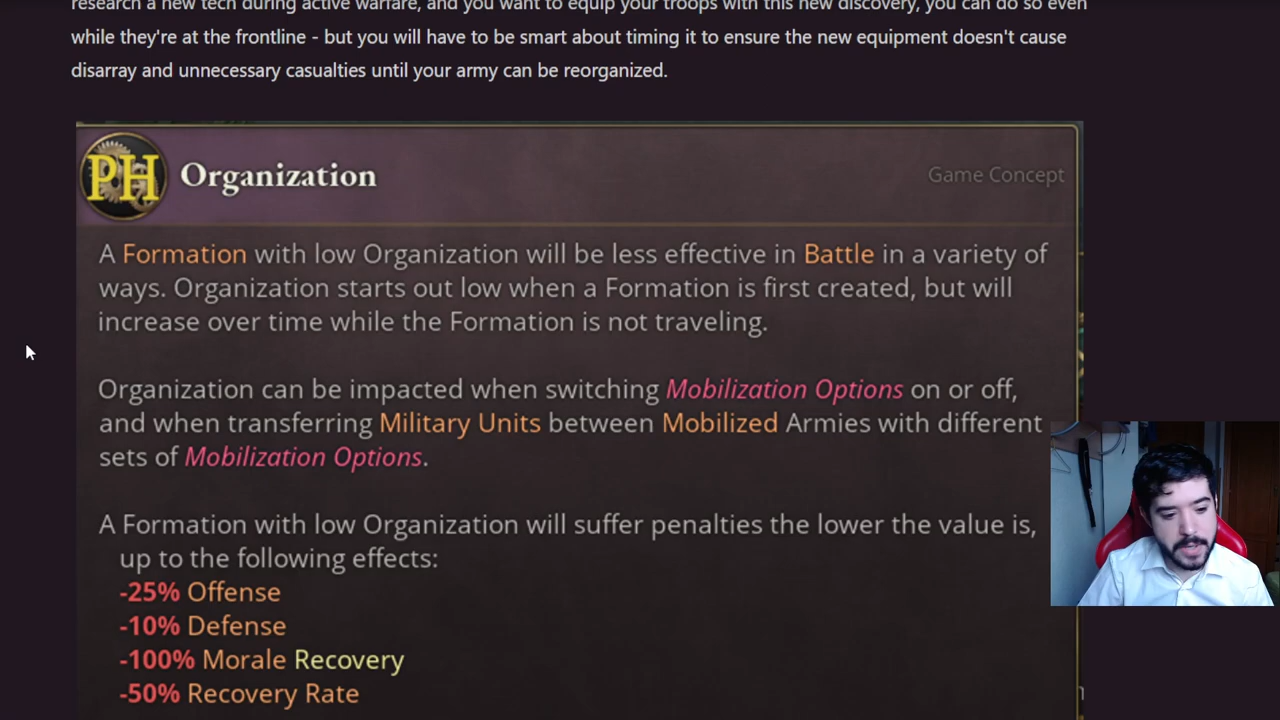 research a new tech during active warfare, and you want to equip your troops with this new discovery, you can do so even
while they're at the frontline - but you will have to be smart about timing it to ensure the new equipment doesn't cause
disarray and unnecessary casualties until your army can be reorganized.
PH
Organization
Game Concept
A Formation with low Organization will be less effective in Battle in a variety of
ways. Organization starts out low when a Formation is first created, but will
increase over time while the Formation is not traveling.
Organization can be impacted when switching Mobilization Options on or off,
and when transferring Military Units between Mobilized Armies with different
sets of Mobilization Options.
A Formation with low Organization will suffer penalties the lower the value is,
up to the following effects:
-25% Offense
-10% Defense
-100% Morale Recovery
-50% Recovery Rate